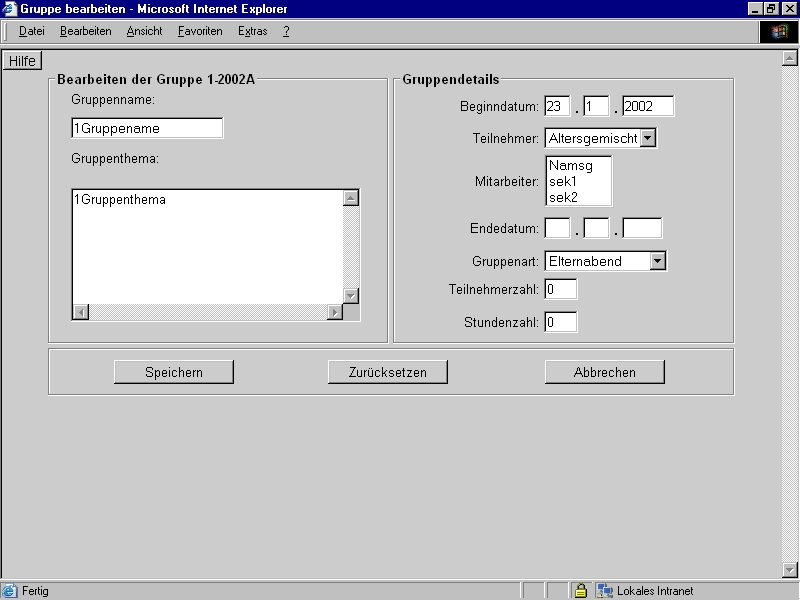 Gruppe bearbeiten - Microsoft Internet Explorer
Datei Bearbeiten Ansicht Favoriten Extras ?
Hilfe
Bearbeiten der Gruppe 1-2002A
Gruppenname:
1Gruppename
Gruppenthema:
1Gruppenthema
Gruppendetails
Beginndatum: 23 . 1 . 2002
Teilnehmer: Altersgemischt
Mitarbeiter: Namsg
sek1
sek2
Endedatum: . .
Gruppenart: Elternabend
Teilnehmerzahl: 0
Stundenzahl: 0
Speichern Zurücksetzen Abbrechen
Fertig Lokales Intranet